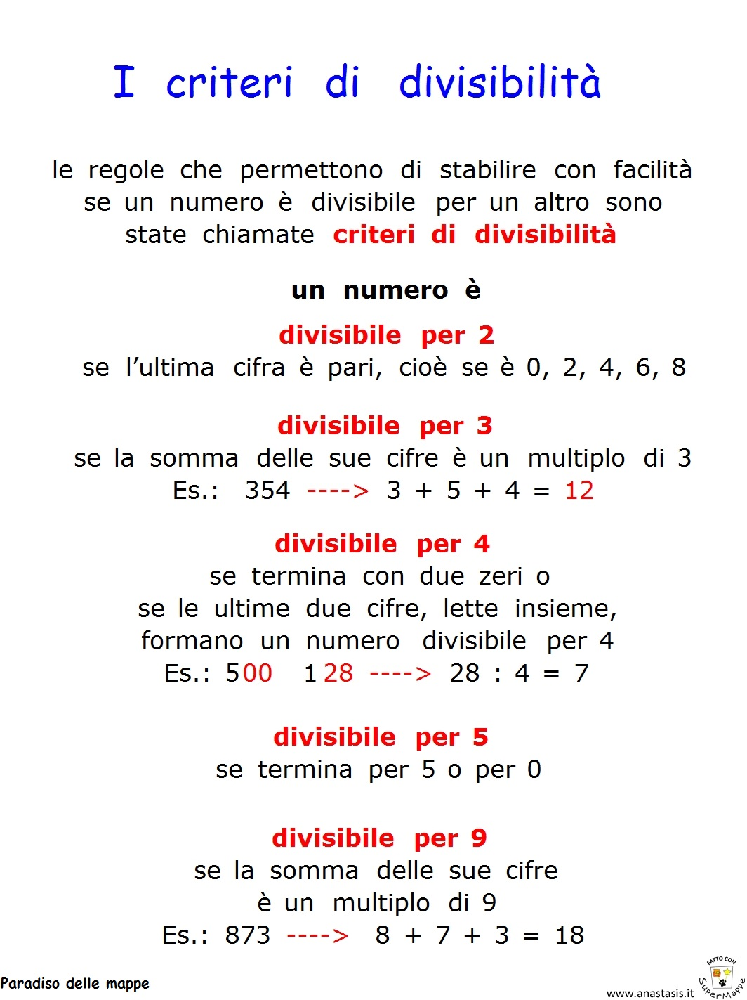 I criteri di divisibilità
le regole che permettono di stabilire con facilità
se un numero è divisibile per un altro sono
state chiamate criteri di divisibilità
un numero è
divisibile per 2
se l’ultima cifra è pari, cioè se è 0, 2, 4, 6, 8
divisibile per 3
se la somma delle sue cifre è un multiplo di 3
Es.: 354 ----> 3 + 5 + 4 = 12
divisibile per 4
se termina con due zeri o
se le ultime due cifre, lette insieme,
formano un numero divisibile per 4
Es.: 500 128 ----> 28 : 4 = 7
divisibile per 5
se termina per 5 o per 0
divisibile per 9
se la somma delle sue cifre
è un multiplo di 9
Es.: 873 ----> 8 + 7 + 3 = 18
Paradiso delle mappe
www.anastasis.it
FATTO CON
SuperMappe